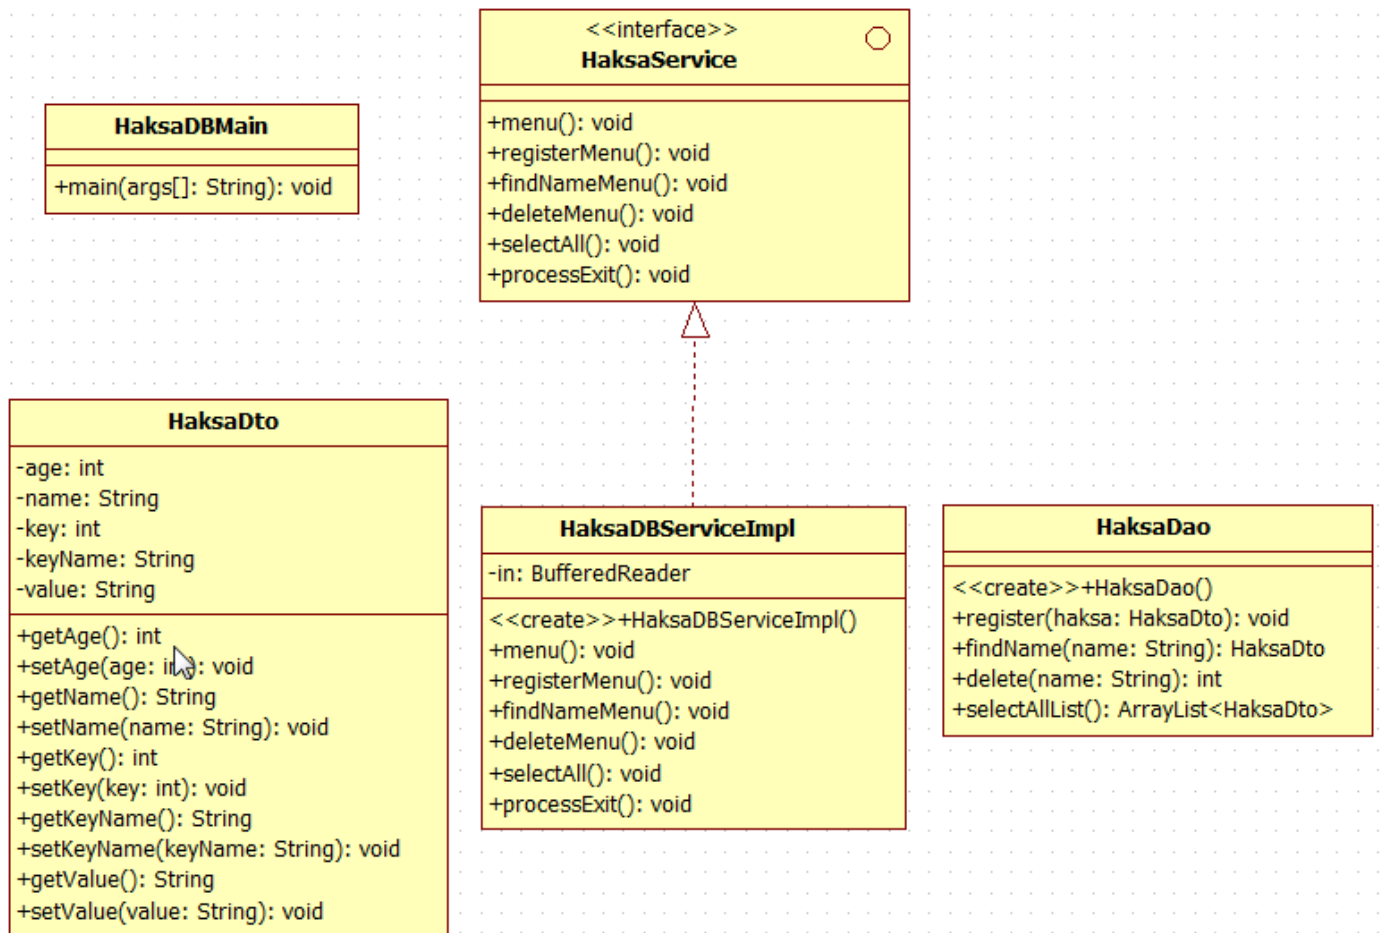 <<interface>>
HaksaService
+menu(): void
+registerMenu(): void
+findNameMenu(): void
+deleteMenu(): void
+selectAll(): void
+processExit(): void
HaksaDBMain
+main(args[]: String): void
HaksaDto
-age: int
-name: String
-key: int
-keyName: String
-value: String
+getAge(): int
+setAge(age: int): void
+getName(): String
+setName(name: String): void
+getKey(): int
+setKey(key: int): void
+getKeyName(): String
+setKeyName(keyName: String): void
+getValue(): String
+setValue(value: String): void
HaksaDBServiceImpl
-in: BufferedReader
<<create>>+HaksaDBServiceImpl()
+menu(): void
+registerMenu(): void
+findNameMenu(): void
+deleteMenu(): void
+selectAll(): void
+processExit(): void
HaksaDao
<<create>>+HaksaDao()
+register(haksa: HaksaDto): void
+findName(name: String): HaksaDto
+delete(name: String): int
+selectAllList(): ArrayList<HaksaDto>